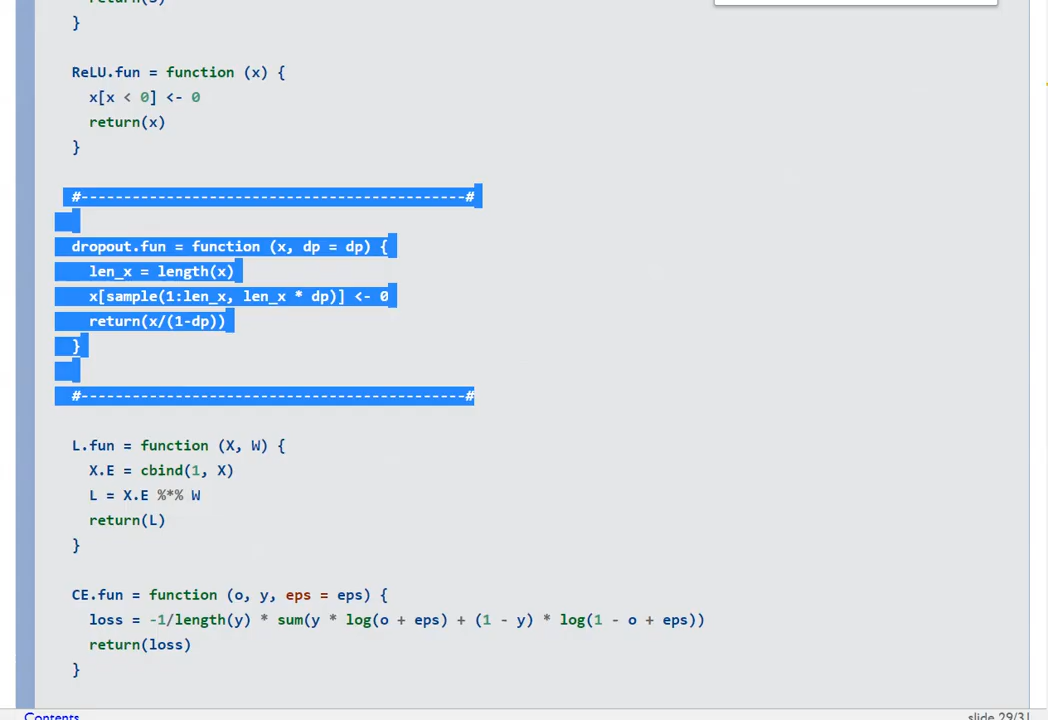 return(S)
}
ReLU.fun = function (x) {
x[x < 0] <- 0
return(x)
}
#---------------------------------------------#
dropout.fun = function (x, dp = dp) {
len_x = length(x)
x[sample(1:len_x, len_x * dp)] <- 0
return(x/(1-dp))
}
#---------------------------------------------#
L.fun = function (X, W) {
X.E = cbind(1, X)
L = X.E %*% W
return(L)
}
CE.fun = function (o, y, eps = eps) {
loss = -1/length(y) * sum(y * log(o + eps) + (1 - y) * log(1 - o + eps))
return(loss)
}
Contents
slide 29/31